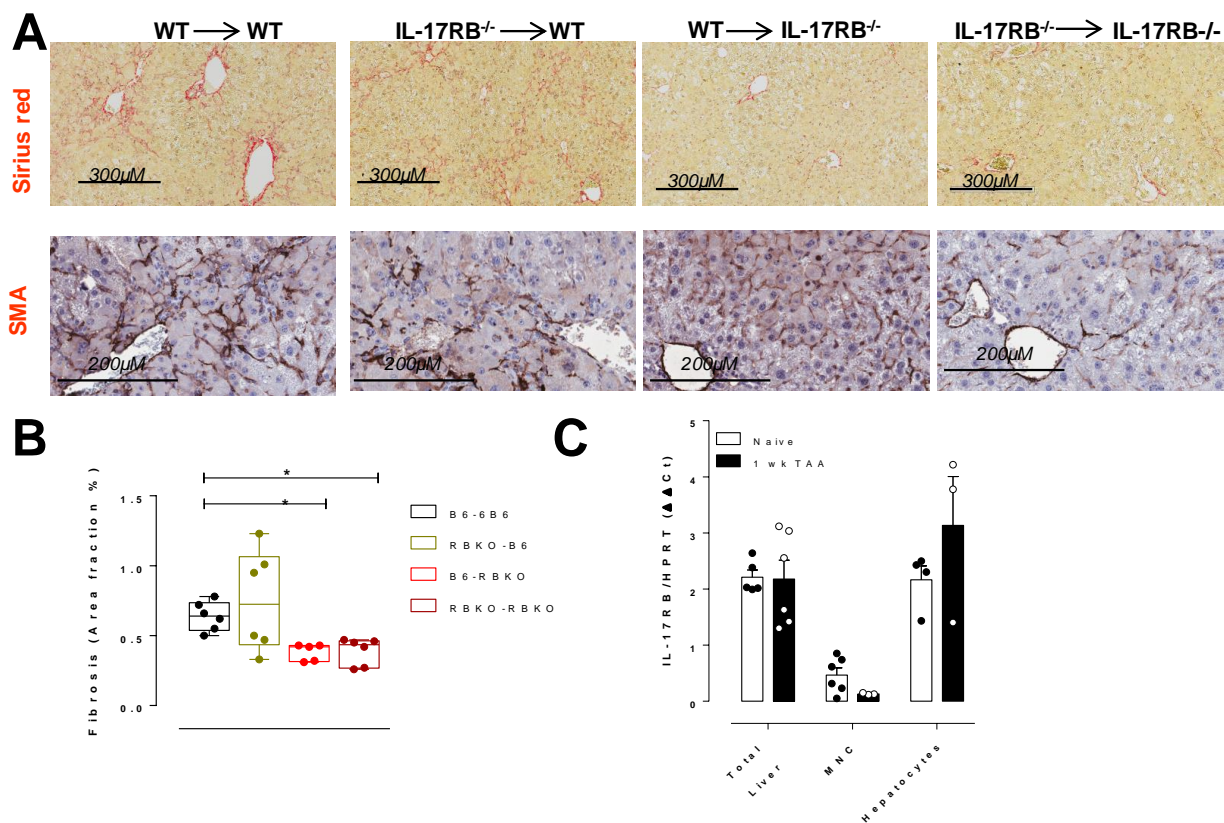 A
WT → WT
IL-17RB-/- → WT
WT → IL-17RB-/-
IL-17RB-/- → IL-17RB-/-
Sirius red
300µM
300µM
300µM
300µM
SMA
200µM
200µM
200µM
200µM
B
*
*
Fibrosis (Area fraction %)
1.5
1.0
0.5
0.0
B6-6B6
RBKO-B6
B6-RBKO
RBKO-RBKO
C
IL-17RB/HPRT (▲▲Ct)
5
4
3
2
1
0
Naive
1 wk TAA
Total Liver
MNC
Hepatocytes